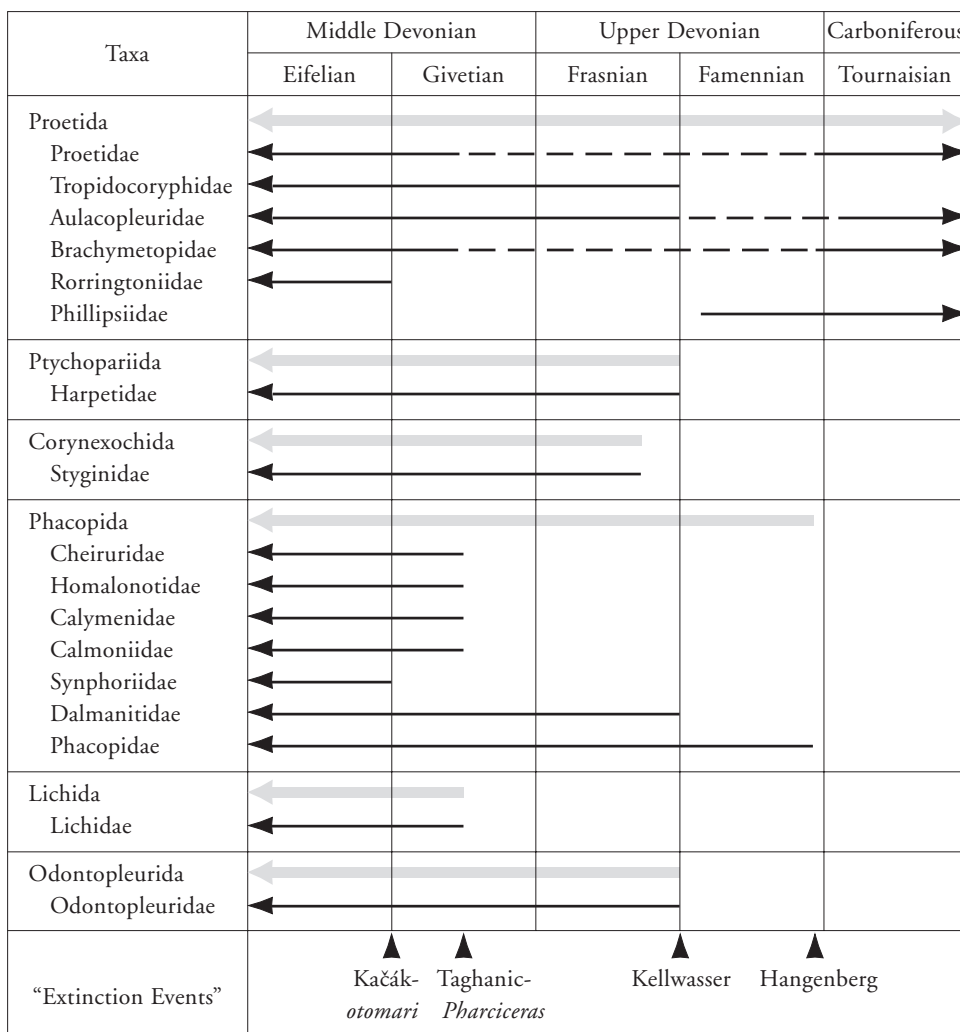 Taxa
Middle Devonian
Upper Devonian
Carboniferous
Eifelian
Givetian
Frasnian
Famennian
Tournaisian
Proetida
Proetidae
Tropidocoryphidae
Aulacopleuridae
Brachymetopidae
Rorringtoniidae
Phillipsiidae
Ptychopariida
Harpetidae
Corynexochida
Styginidae
Phacopida
Cheiruridae
Homalonotidae
Calymenidae
Calmoniidae
Synphoriidae
Dalmanitidae
Phacopidae
Lichida
Lichidae
Odontopleurida
Odontopleuridae
“Extinction Events”
Kačák-
otomari
Taghanic-
Pharciceras
Kellwasser
Hangenberg